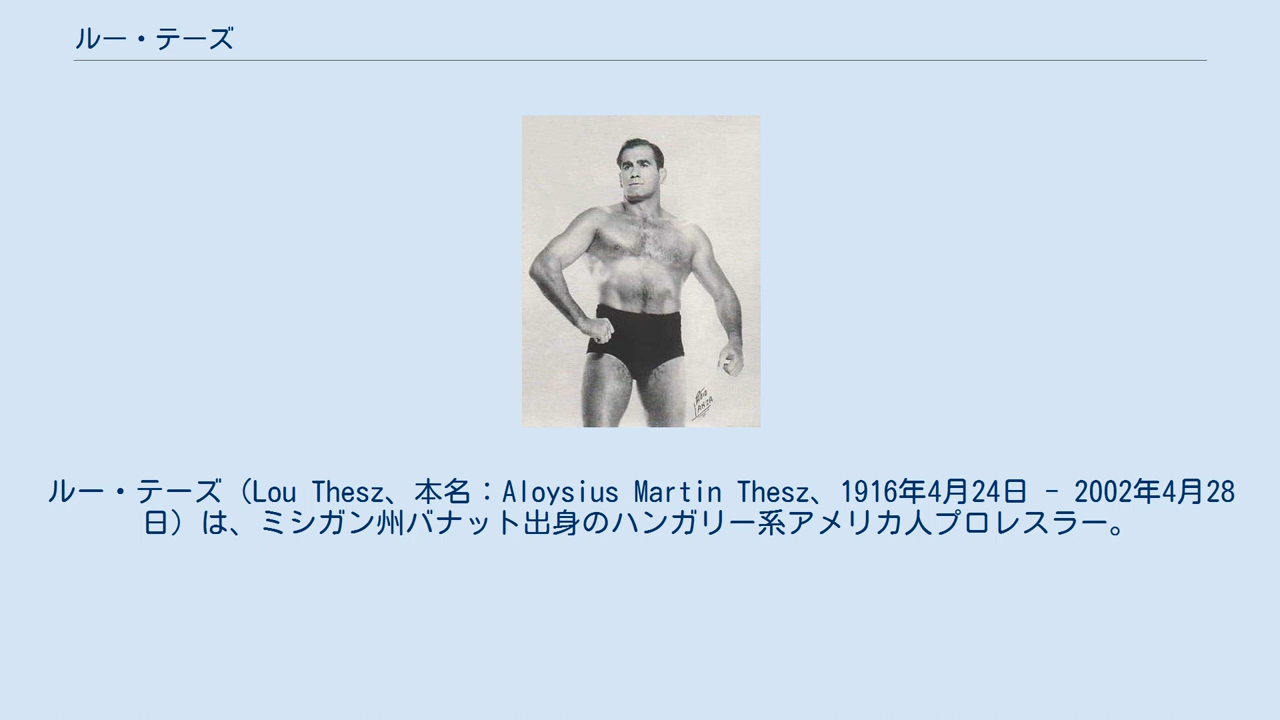 ルー・テーズ
ルー・テーズ（Lou Thesz、本名：Aloysius Martin Thesz、1916年4月24日 - 2002年4月28
日）は、ミシガン州バナット出身のハンガリー系アメリカ人プロレスラー。